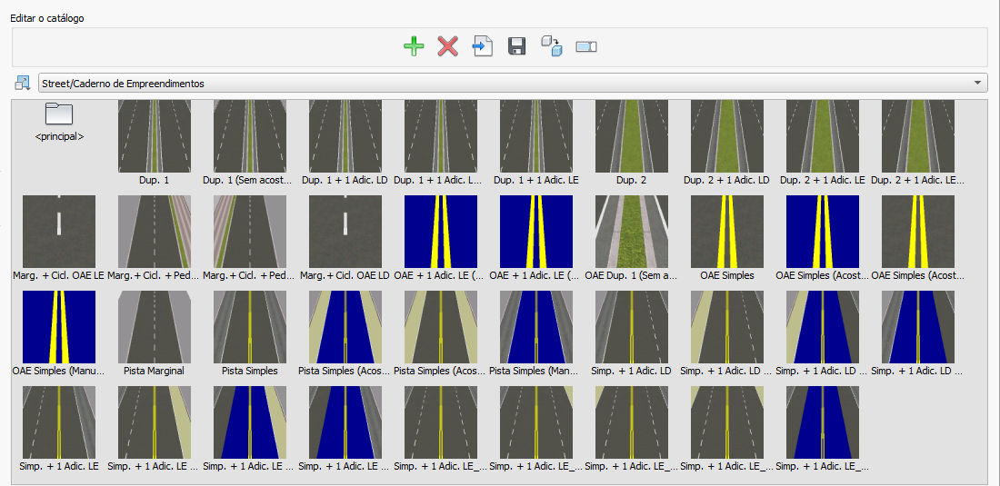 Editar o catálogo
Street/Caderno de Empreendimentos
<principal>
Dup. 1
Dup. 1 (Sem acost...
Dup. 1 + 1 Adic. LD
Dup. 1 + 1 Adic. L...
Dup. 1 + 1 Adic. LE
Dup. 2
Dup. 2 + 1 Adic. LD
Dup. 2 + 1 Adic. LE
Dup. 2 + 1 Adic. LE...
Marg. + Cicl. OAE LE
Marg. + Cicl. + Ped...
Marg. + Cicl. + Ped...
Marg. + Cicl. OAE LD
OAE + 1 Adic. LE (...
OAE + 1 Adic. LE (...
OAE Dup. 1 (Sem a...
OAE Simples
OAE Simples (Acost...
OAE Simples (Acost...
OAE Simples (Manu...
Pista Marginal
Pista Simples
Pista Simples (Acos...
Pista Simples (Acos...
Pista Simples (Man...
Simp. + 1 Adic. LD
Simp. + 1 Adic. LD ...
Simp. + 1 Adic. LD ...
Simp. + 1 Adic. LD ...
Simp. + 1 Adic. LE
Simp. + 1 Adic. LE ...
Simp. + 1 Adic. LE ...
Simp. + 1 Adic. LE ...
Simp. + 1 Adic. LE_...
Simp. + 1 Adic. LE_...
Simp. + 1 Adic. LE_...
Simp. + 1 Adic. LE_...